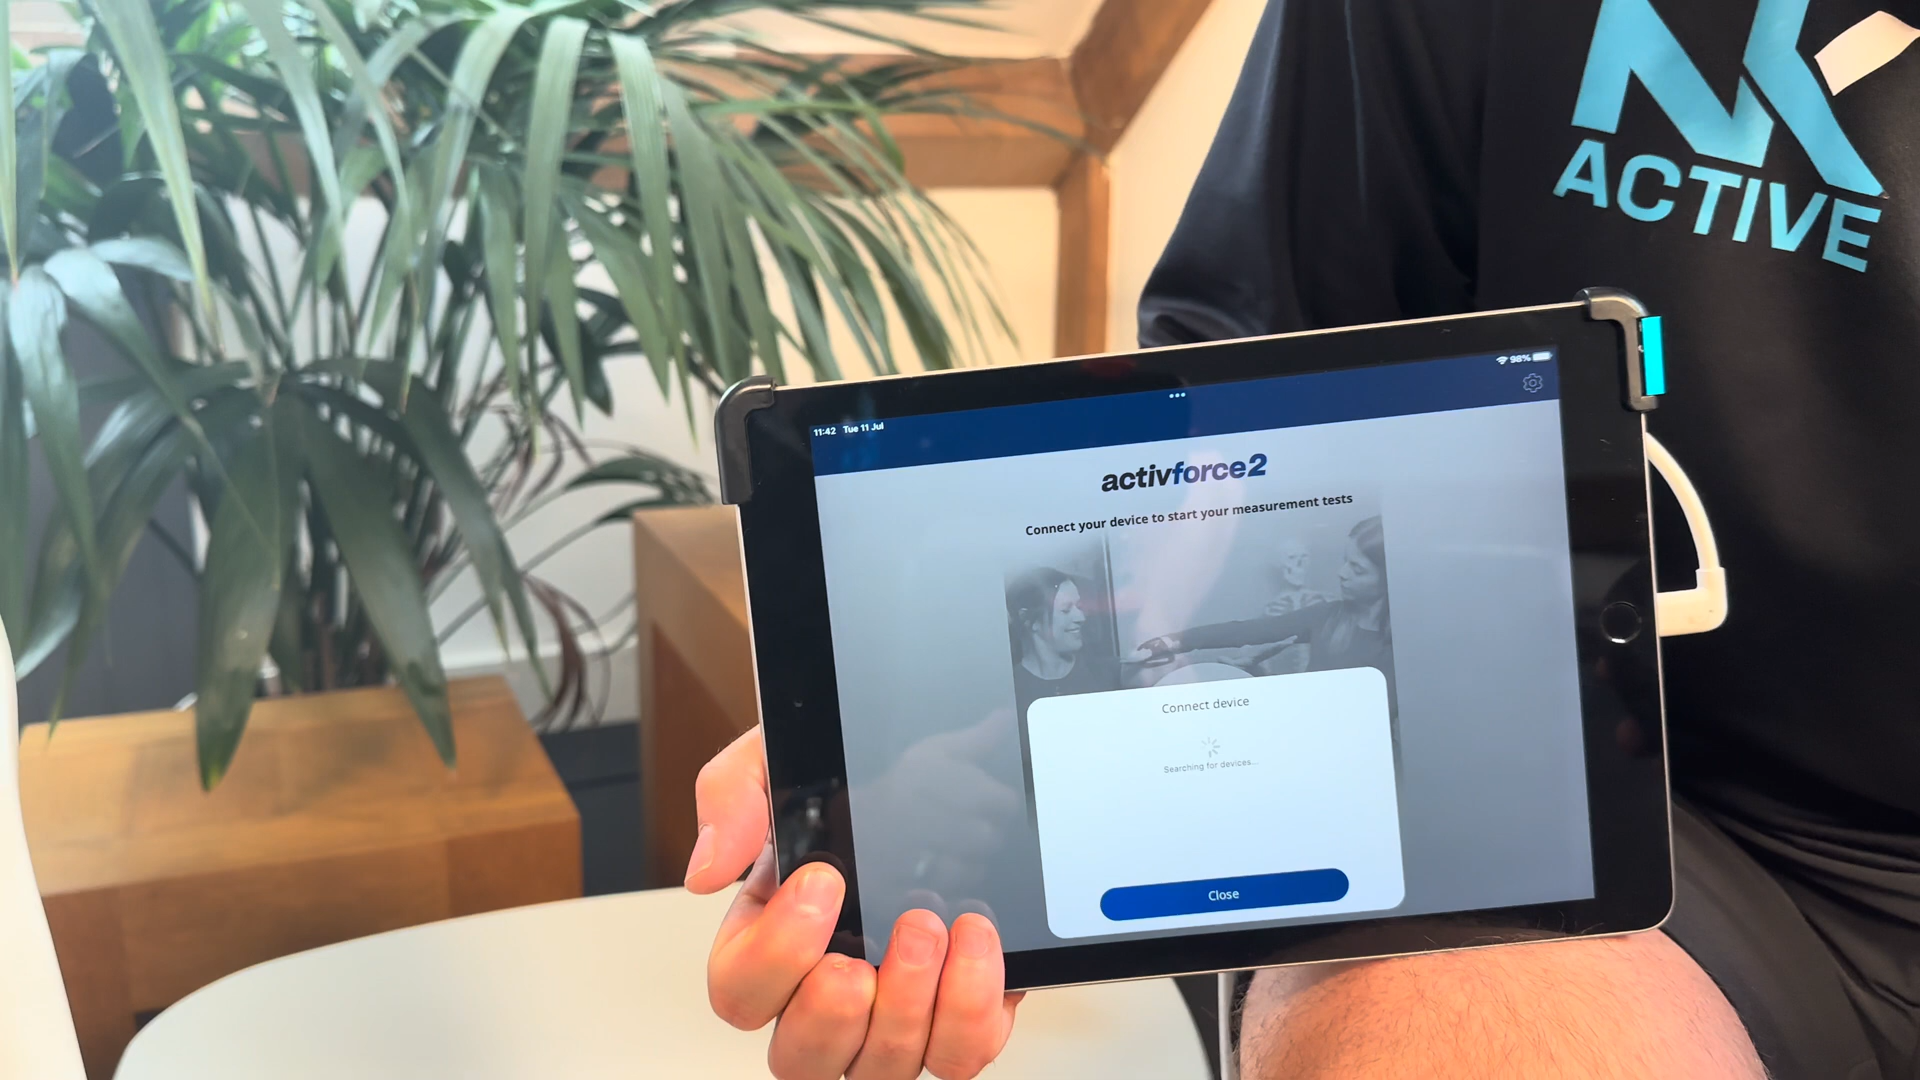 NK
ACTIVE
11:42 Tue 11 Jul
98%
activforce2
Connect your device to start your measurement tests
Connect device
Searching for devices...
Close